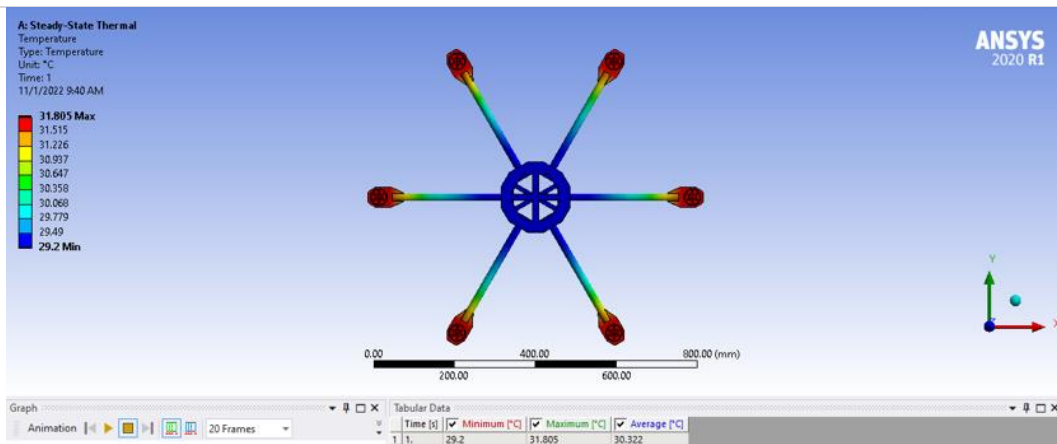 A: Steady-State Thermal
Temperature
Type: Temperature
Unit: °C
Time: 1
11/1/2022 9:40 AM
31.805 Max
31.515
31.226
30.937
30.647
30.358
30.068
29.779
29.49
29.2 Min
ANSYS
2020 R1
Y
X
0.00 400.00 800.00 (mm)
200.00 600.00
Graph
Animation 20 Frames
Tabular Data
Time [s] Minimum [°C] Maximum [°C] Average [°C]
1 1. 29.2 31.805 30.322